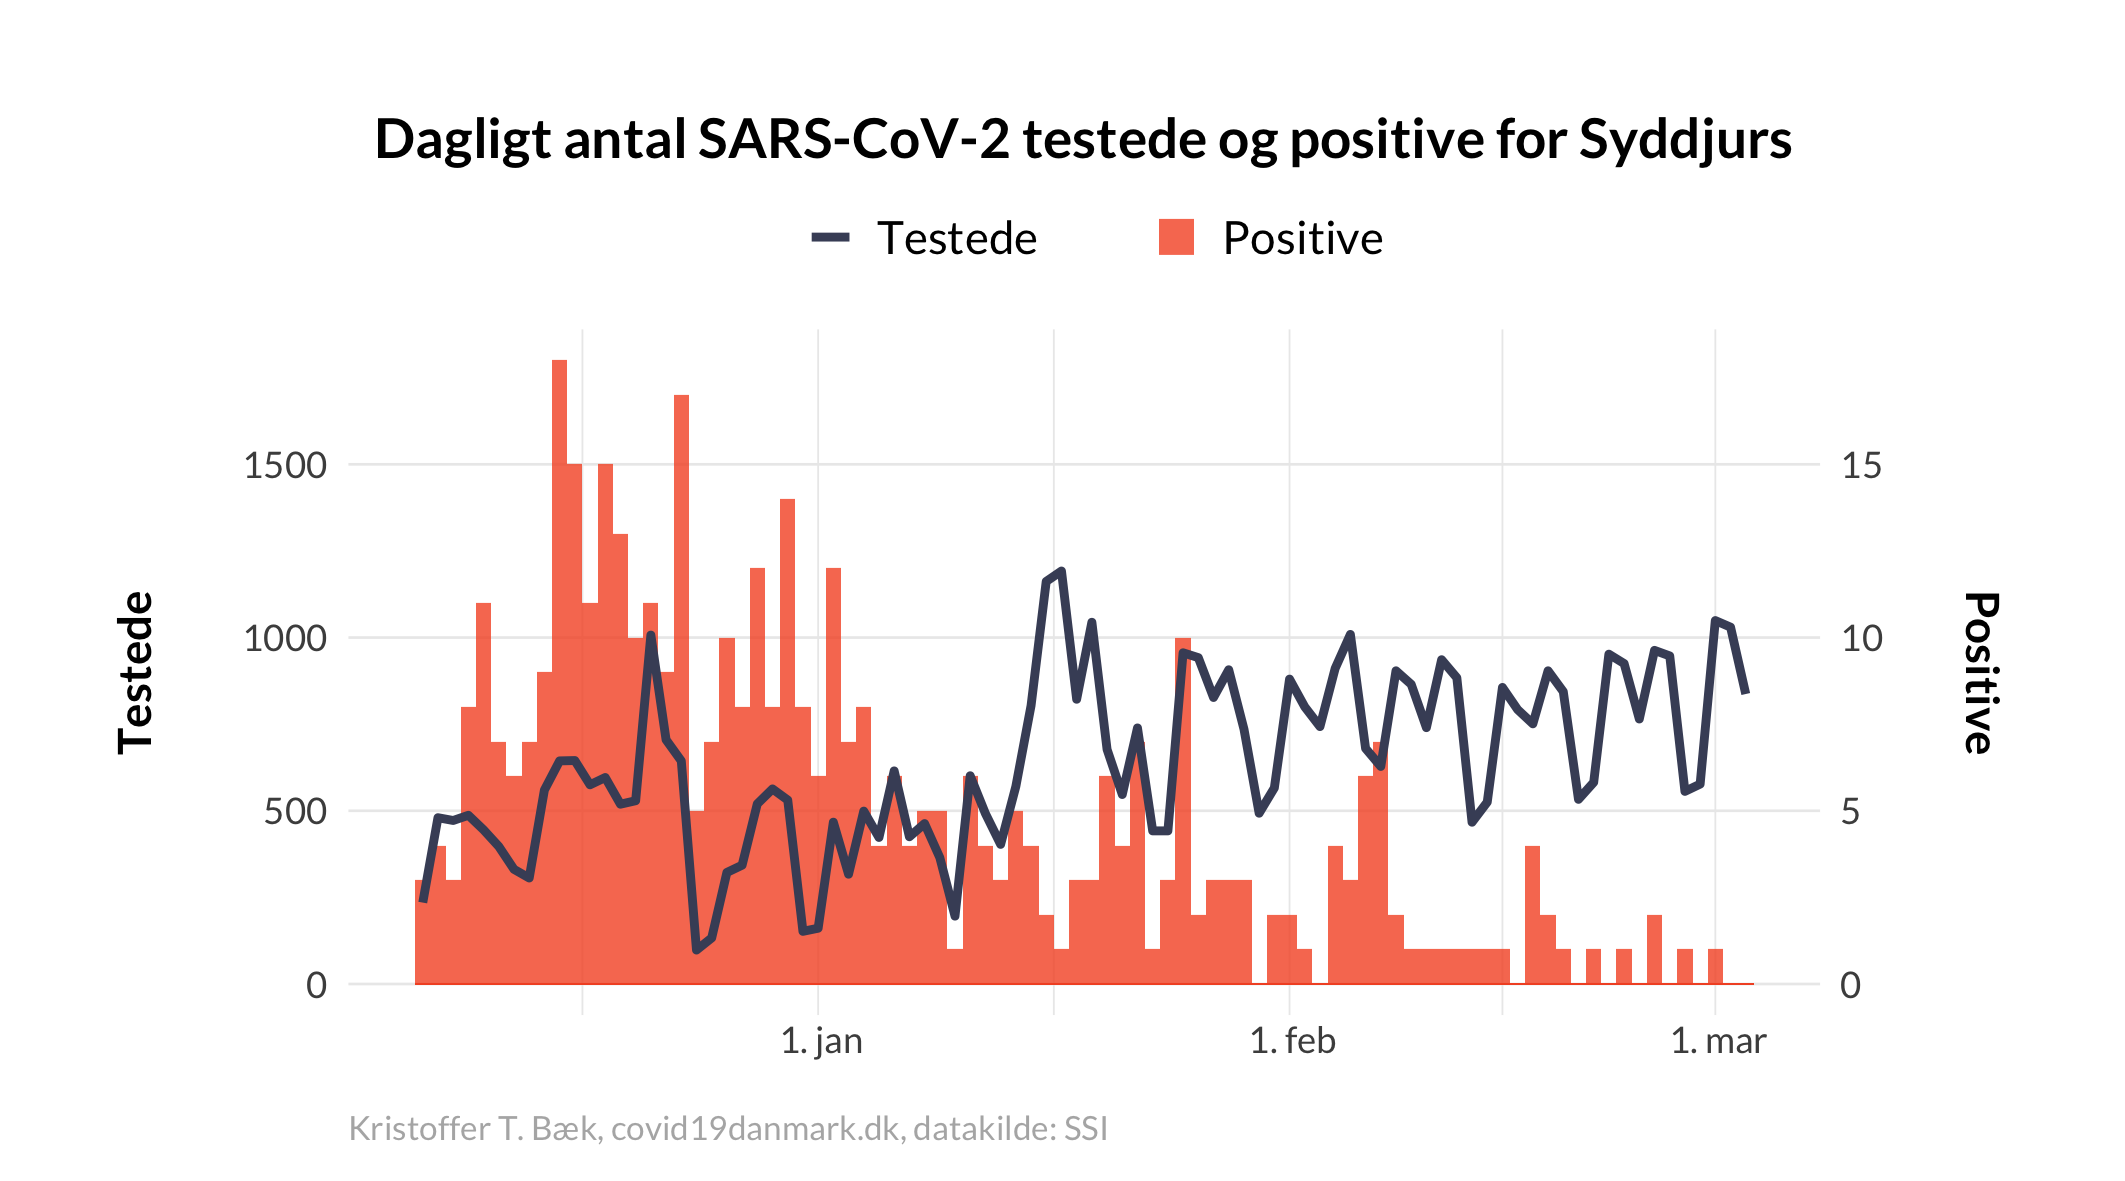 Dagligt antal SARS-CoV-2 testede og positive for Syddjurs
Testede
Positive
Testede
1500
1000
500
0
15
10
5
0
Positive
1. jan
1. feb
1. mar
Kristoffer T. Bæk, covid19danmark.dk, datakilde: SSI